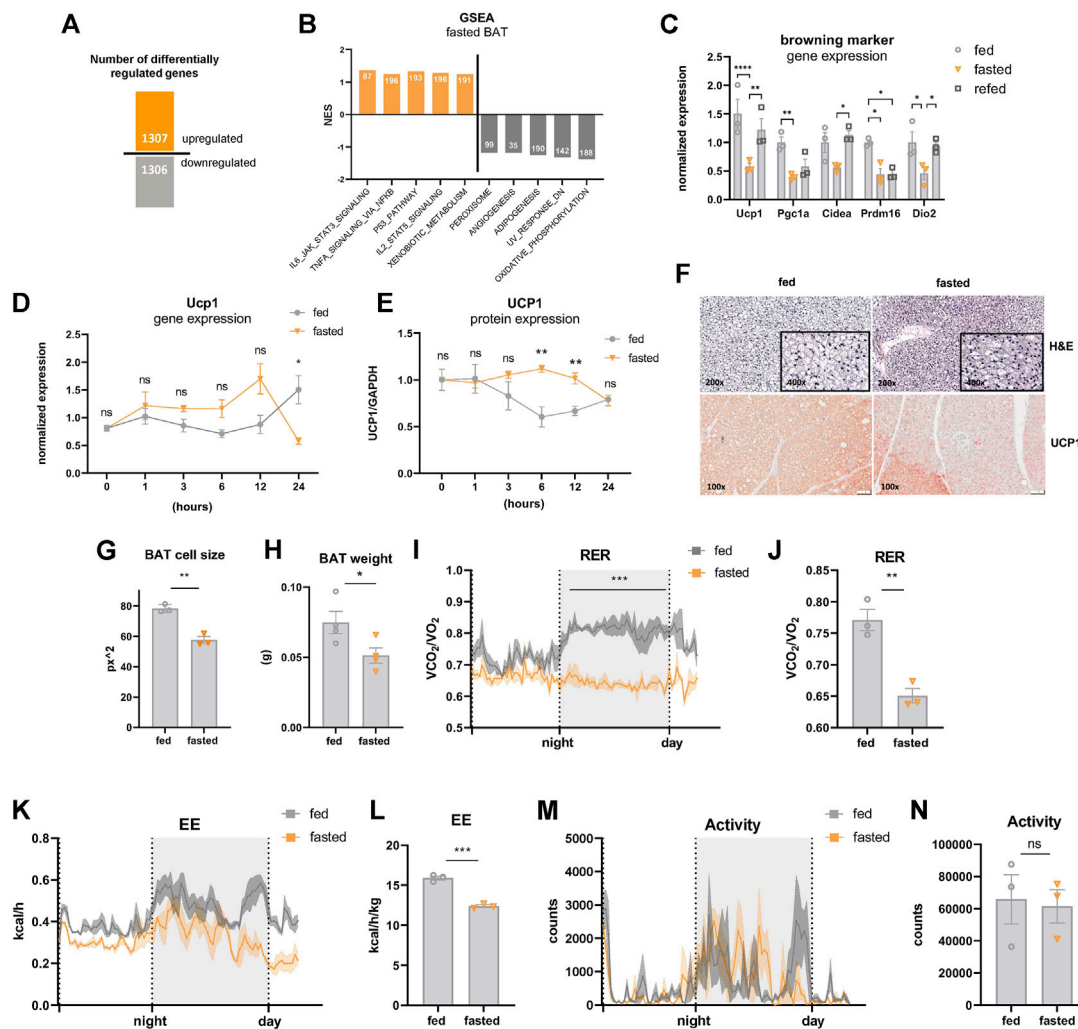 A
Number of differentially
regulated genes
1307
upregulated
downregulated
1306
B
GSEA
fasted BAT
NES
2
1
0
-1
-2
87
196
193
196
191
99
35
190
142
188
IL6_JAK_STAT3_SIGNALING
TNFA_SIGNALING_VIA_NFKB
P53_PATHWAY
IL2_STAT5_SIGNALING
XENOBIOTIC_METABOLISM
PEROXISOME
ANGIOGENESIS
ADIPOGENESIS
UV_RESPONSE_DN
OXIDATIVE_PHOSPHORYLATION
C
browning marker
gene expression
fed
fasted
refed
normalized expression
2.0
1.5
1.0
0.5
0.0
****
**
**
*
*
*
*
*
Ucp1 Pgc1a Cidea Prdm16 Dio2
D
Ucp1
gene expression
fed
fasted
normalized expression
2.5
2.0
1.5
1.0
0.5
0.0
ns ns ns ns ns *
0 1 3 6 12 24
(hours)
E
UCP1
protein expression
fed
fasted
UCP1/GAPDH
1.5
1.0
0.5
0.0
ns ns ns ** ** ns
0 1 3 6 12 24
(hours)
F
fed fasted
H&E
200x 400x 200x 400x
UCP1
100x 100x
G
BAT cell size
**
px^2
80
60
40
20
0
fed fasted
H
BAT weight
*
(g)
0.10
0.05
0.00
fed fasted
I
RER
fed
fasted
***
VCO2/VO2
1.0
0.9
0.8
0.7
0.6
0.5
night day
J
RER
**
VCO2/VO2
0.85
0.80
0.75
0.70
0.65
0.60
fed fasted
K
EE
fed
fasted
kcal/h
0.8
0.6
0.4
0.2
0.0
night day
L
EE
***
kcal/h/kg
20
15
10
5
0
fed fasted
M
Activity
fed
fasted
counts
5000
4000
3000
2000
1000
0
night day
N
Activity
ns
counts
100000
80000
60000
40000
20000
0
fed fasted